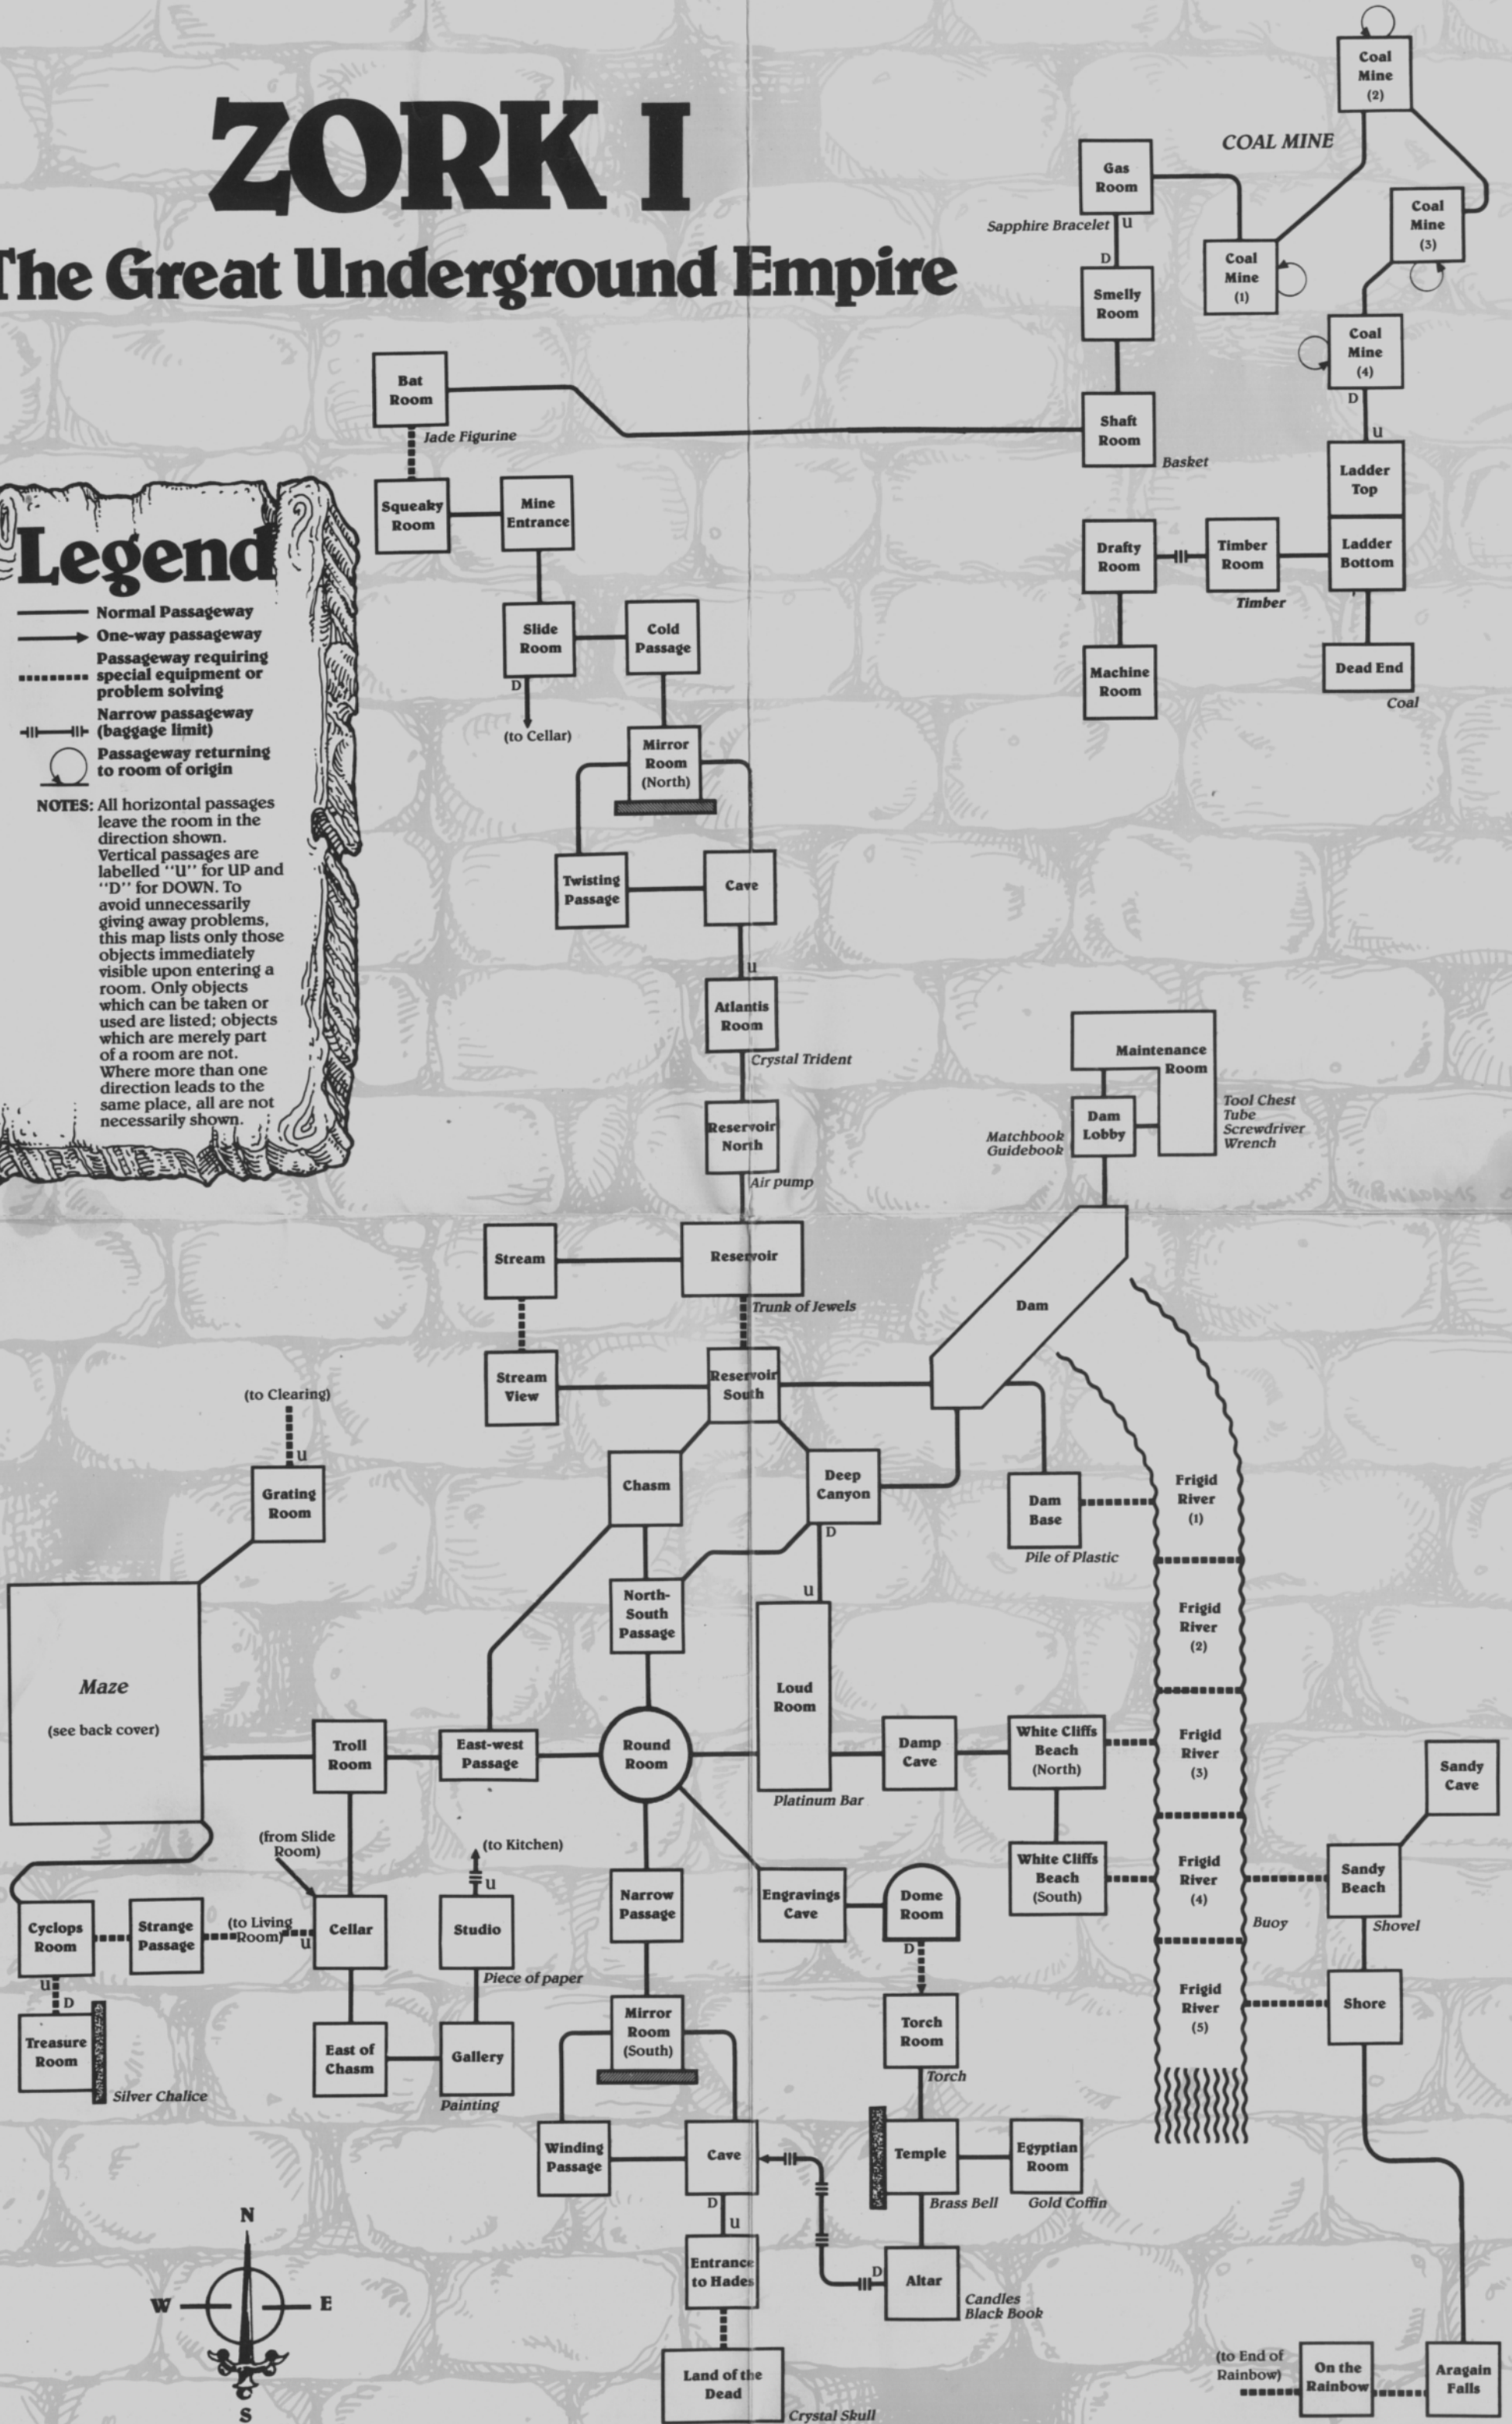 ZORK I
The Great Underground Empire
COAL MINE
Coal
Mine
(2)
Gas
Room
Sapphire Bracelet
U
D
Coal
Mine
(3)
Coal
Mine
(1)
Smelly
Room
Coal
Mine
(4)
D
U
Bat
Room
Jade Figurine
Shaft
Room
Basket
Ladder
Top
Squeaky
Room
Mine
Entrance
Drafty
Room
Timber
Room
Timber
Ladder
Bottom
Slide
Room
D
(to Cellar)
Cold
Passage
Machine
Room
Dead End
Coal
Legend
Normal Passageway
One-way passageway
Passageway requiring
special equipment or
problem solving
Narrow passageway
(baggage limit)
Passageway returning
to room of origin
NOTES: All horizontal passages
leave the room in the
direction shown.
Vertical passages are
labelled "U" for UP and
"D" for DOWN. To
avoid unnecessarily
giving away problems,
this map lists only those
objects immediately
visible upon entering a
room. Only objects
which can be taken or
used are listed; objects
which are merely part
of a room are not.
Where more than one
direction leads to the
same place, all are not
necessarily shown.
Mirror
Room
(North)
Twisting
Passage
Cave
U
Atlantis
Room
Crystal Trident
Reservoir
North
Air pump
Maintenance
Room
Dam
Lobby
Matchbook
Guidebook
Tool Chest
Tube
Screwdriver
Wrench
Stream
Reservoir
Trunk of Jewels
Dam
Stream
View
Reservoir
South
(to Clearing)
U
Grating
Room
Chasm
Deep
Canyon
D
U
Dam
Base
Pile of Plastic
Frigid
River
(1)
North-
South
Passage
Frigid
River
(2)
Maze
(see back cover)
Troll
Room
East-west
Passage
Round
Room
Loud
Room
Platinum Bar
Damp
Cave
White Cliffs
Beach
(North)
Frigid
River
(3)
Sandy
Cave
(from Slide
Room)
(to Kitchen)
U
Cyclops
Room
Strange
Passage
(to Living
Room)
U
Cellar
Studio
Piece of paper
Narrow
Passage
Engravings
Cave
Dome
Room
D
White Cliffs
Beach
(South)
Frigid
River
(4)
Buoy
Sandy
Beach
Shovel
U
D
Treasure
Room
Silver Chalice
East of
Chasm
Gallery
Painting
Mirror
Room
(South)
Torch
Room
Torch
Frigid
River
(5)
Shore
Winding
Passage
Cave
D
U
Temple
Brass Bell
Egyptian
Room
Gold Coffin
Entrance
to Hades
D
Altar
Candles
Black Book
N
W
E
S
Land of the
Dead
Crystal Skull
(to End of
Rainbow)
On the
Rainbow
Aragain
Falls